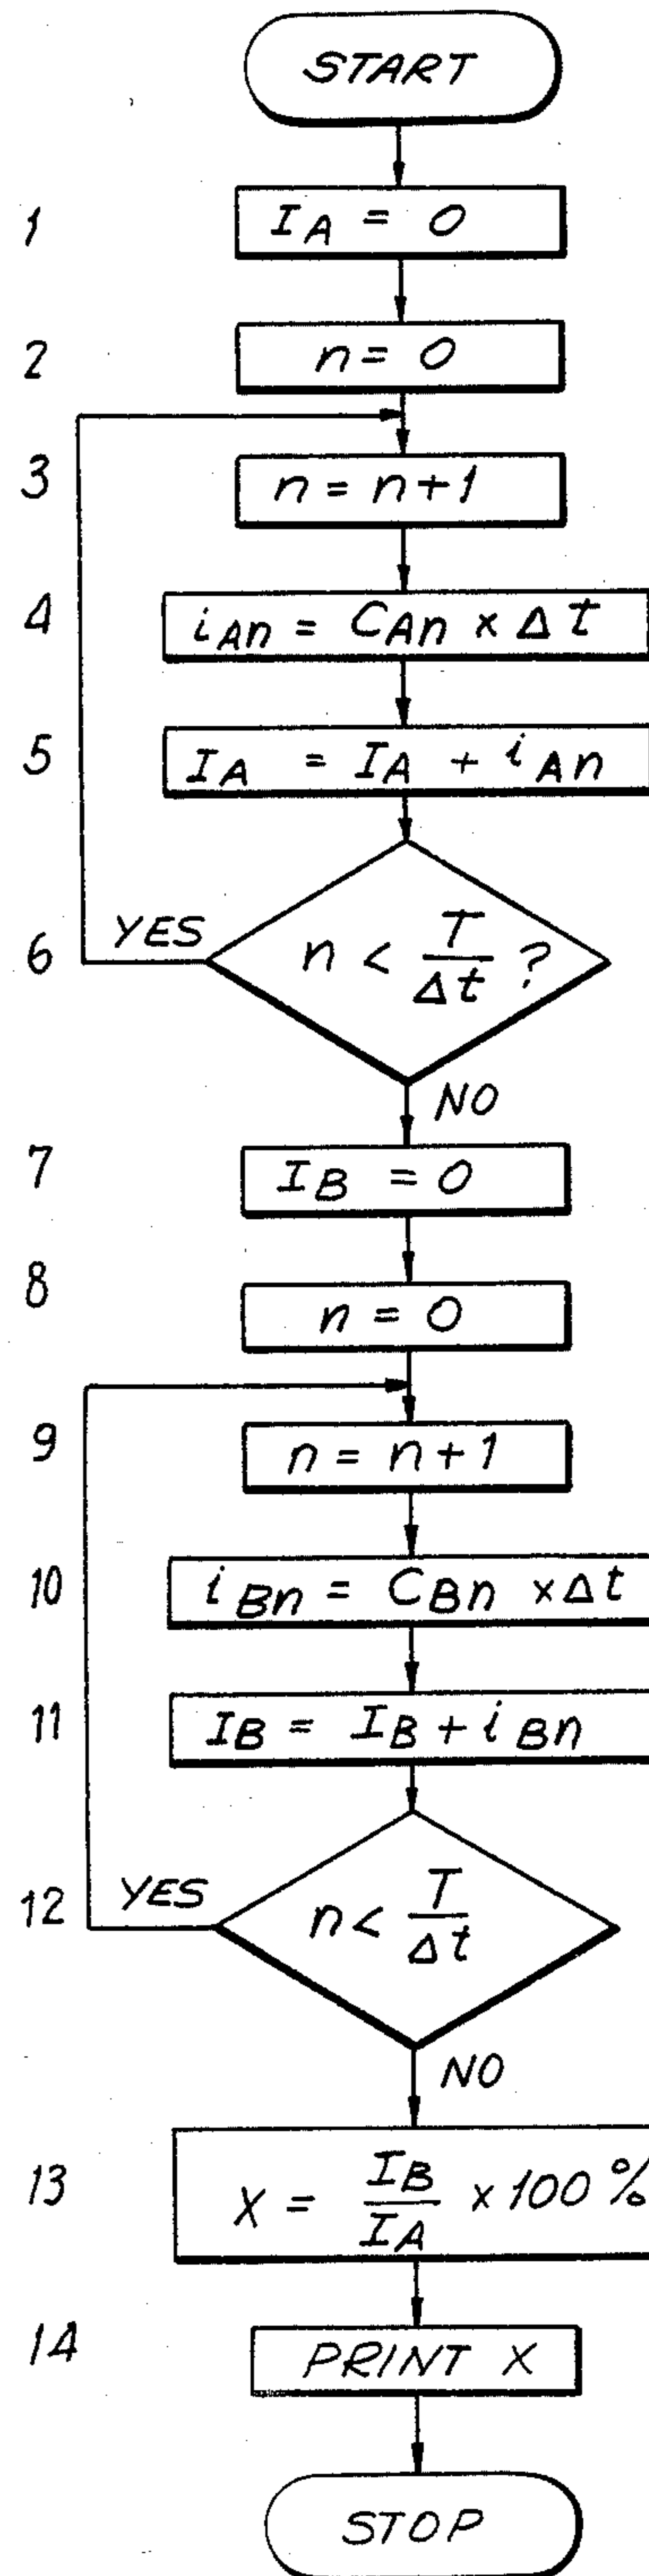 START
1 I_A = 0
2 n = 0
3 n = n+1
4 i_An = C_An x Δt
5 I_A = I_A + i_An
6 YES n < T/Δt ?
NO
7 I_B = 0
8 n = 0
9 n = n+1
10 i_Bn = C_Bn x Δt
11 I_B = I_B + i_Bn
12 YES n < T/Δt
NO
13 X = I_B/I_A x 100 %
14 PRINT X
STOP